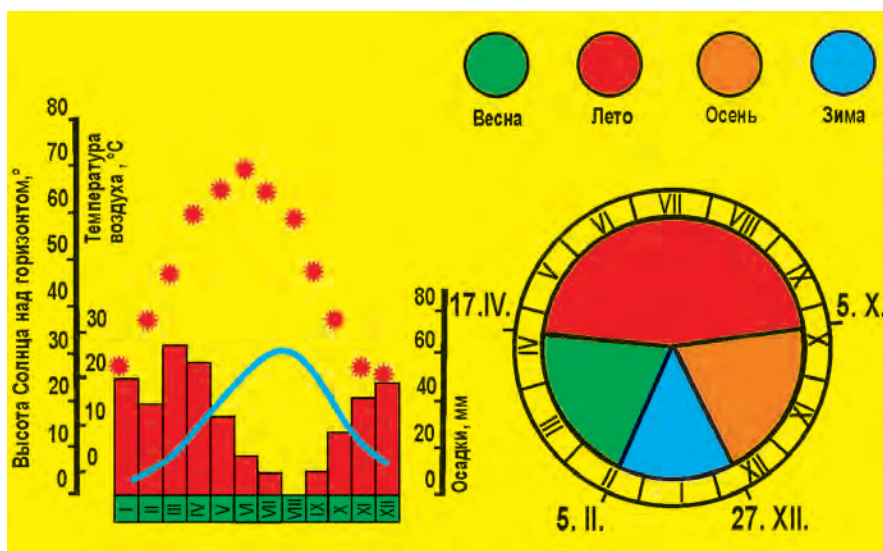 Весна
Лето
Осень
Зима
Высота Солнца над горизонтом,°
80
70
60
50
40
30
20
10
0
Температура
воздуха , °С
30
20
10
0
I
II
III
IV
V
VI
VII
VIII
IX
X
XI
XII
80
60
40
20
0
Осадки, мм
VII
VIII
IX
X
XI
XII
I
II
III
IV
V
VI
17.IV.
5. X.
5. II.
27. XII.